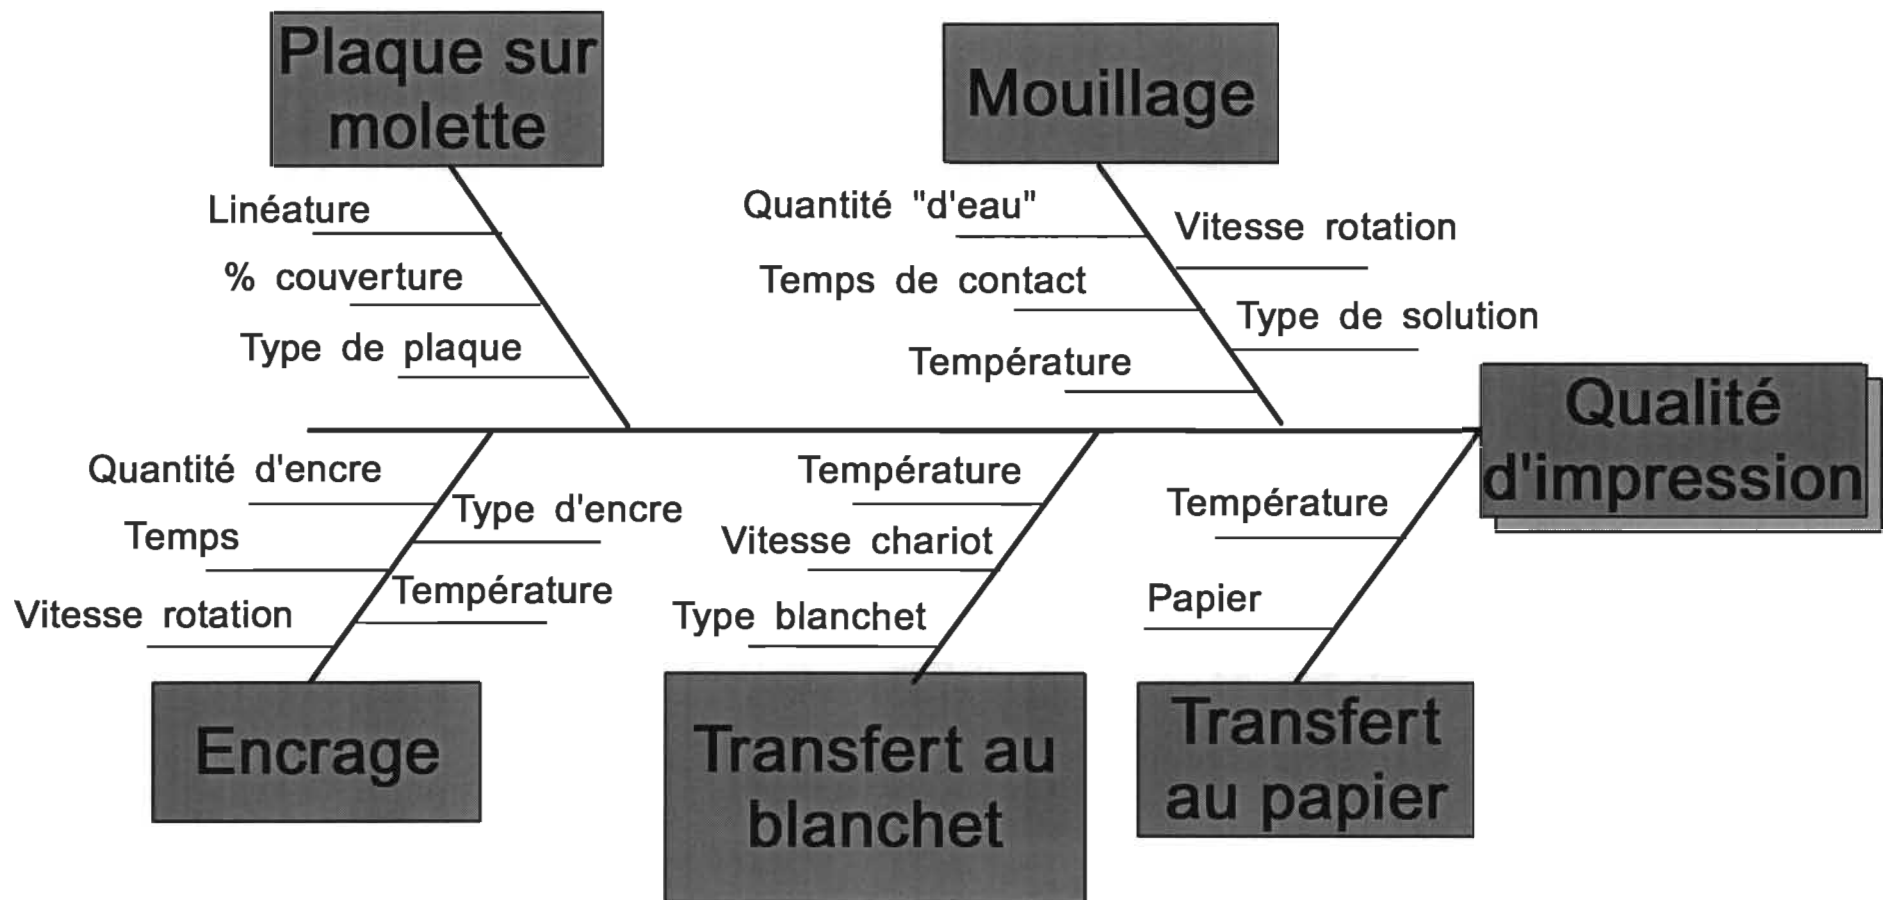 Plaque sur
molette
Mouillage
Linéature
% couverture
Type de plaque
Quantité "d'eau"
Temps de contact
Température
Vitesse rotation
Type de solution
Qualité
d'impression
Quantité d'encre
Temps
Vitesse rotation
Type d'encre
Température
Température
Vitesse chariot
Type blanchet
Température
Papier
Encrage
Transfert au
blanchet
Transfert
au papier